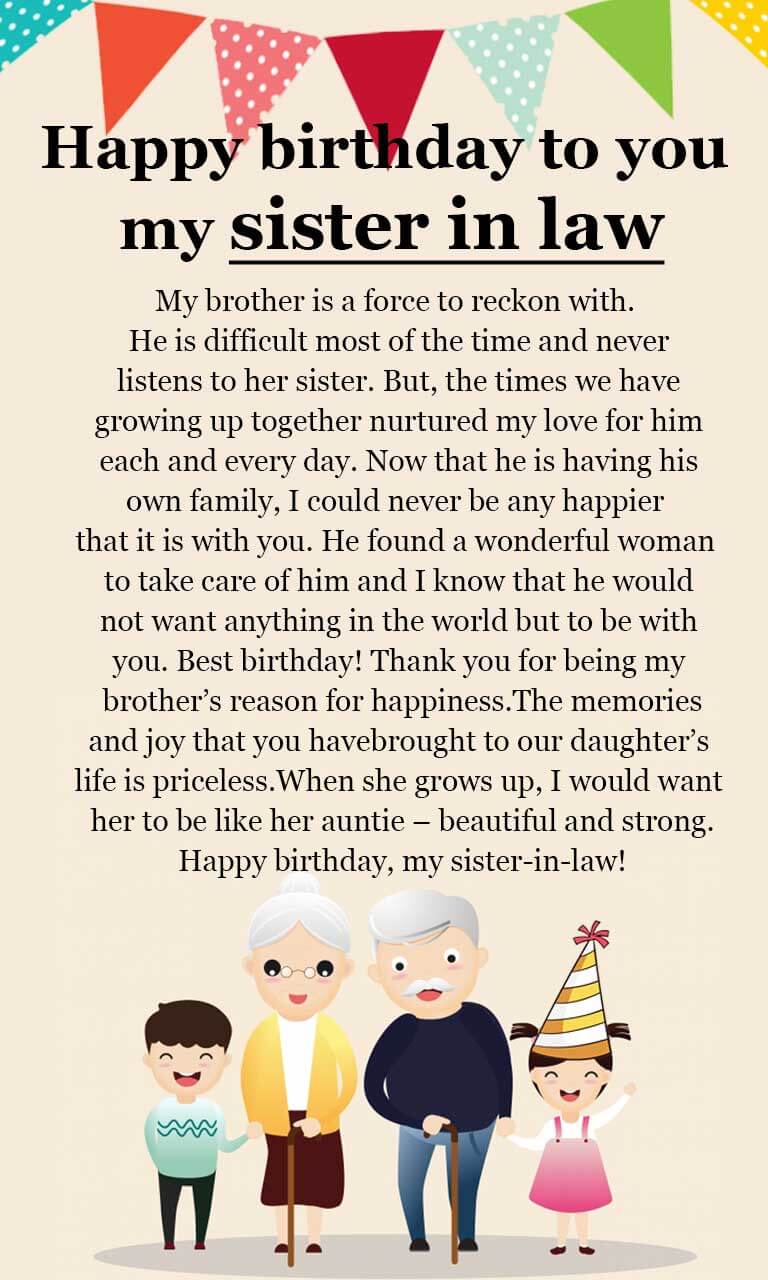 Happy birthday to you
my sister in law
My brother is a force to reckon with.
He is difficult most of the time and never
listens to her sister. But, the times we have
growing up together nurtured my love for him
each and every day. Now that he is having his
own family, I could never be any happier
that it is with you. He found a wonderful woman
to take care of him and I know that he would
not want anything in the world but to be with
you. Best birthday! Thank you for being my
brother’s reason for happiness.The memories
and joy that you havebrought to our daughter’s
life is priceless.When she grows up, I would want
her to be like her auntie – beautiful and strong.
Happy birthday, my sister-in-law!